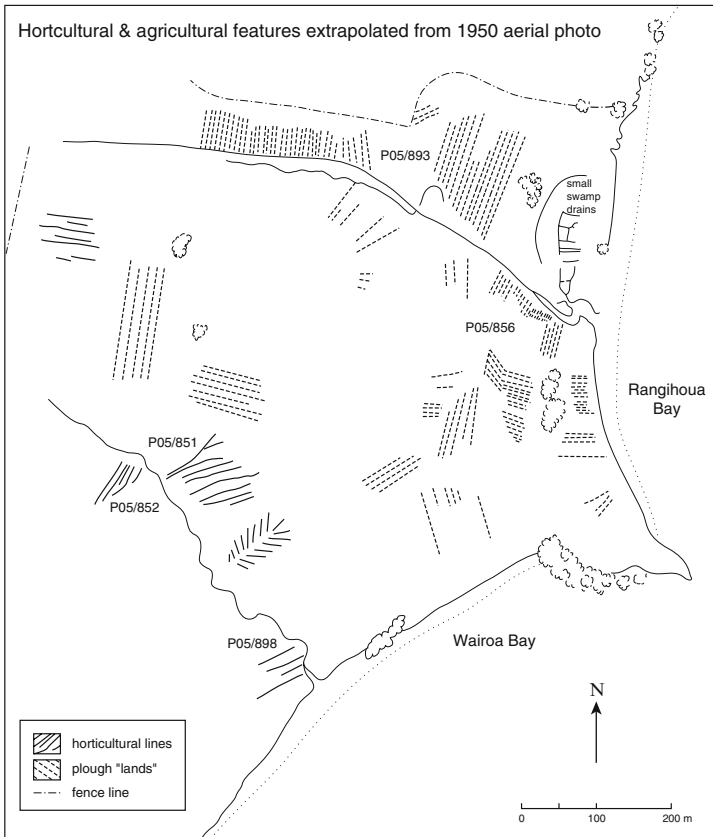 Hortcultural & agricultural features extrapolated from 1950 aerial photo
P05/893
small
swamp
drains
P05/856
Rangihoua
Bay
P05/851
P05/852
P05/898
Wairoa Bay
N
horticultural lines
plough "lands"
fence line
0 100 200 m